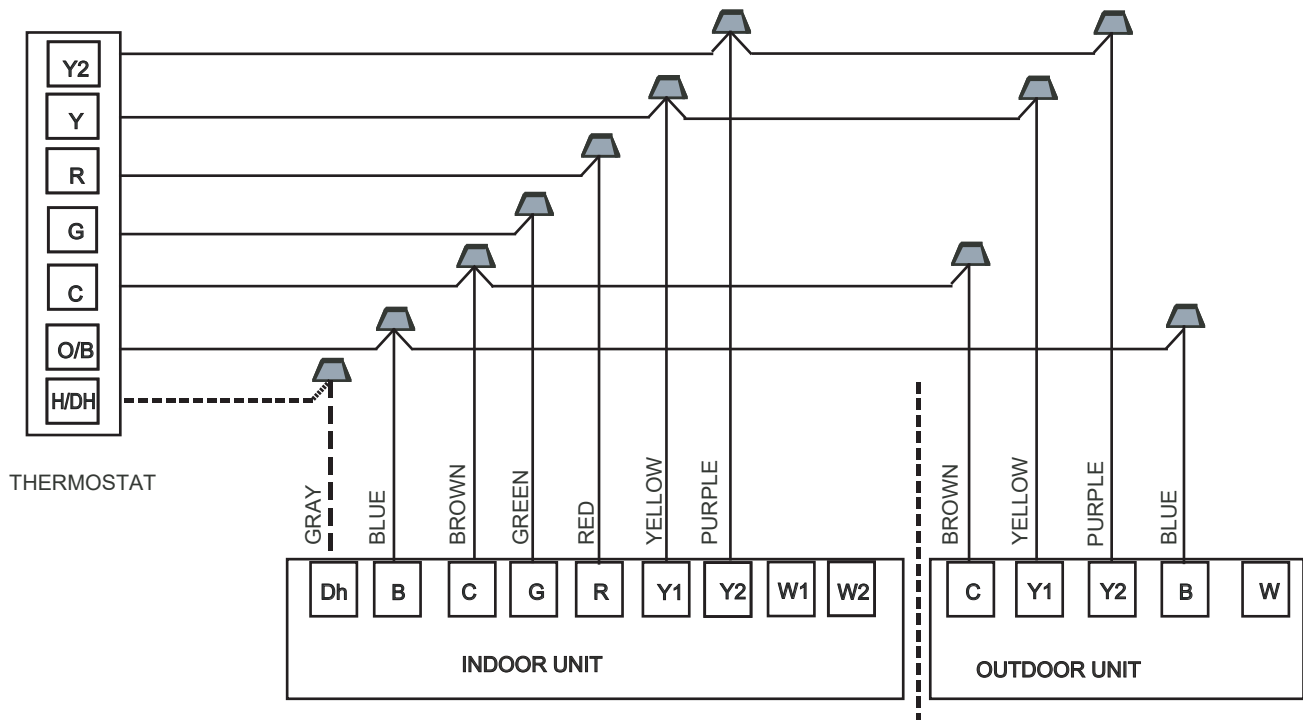 Y2
Y
R
G
C
O/B
H/DH
THERMOSTAT
GRAY
BLUE
BROWN
GREEN
RED
YELLOW
PURPLE
BROWN
YELLOW
PURPLE
BLUE
Dh B C G R Y1 Y2 W1 W2
INDOOR UNIT
C Y1 Y2 B W
OUTDOOR UNIT